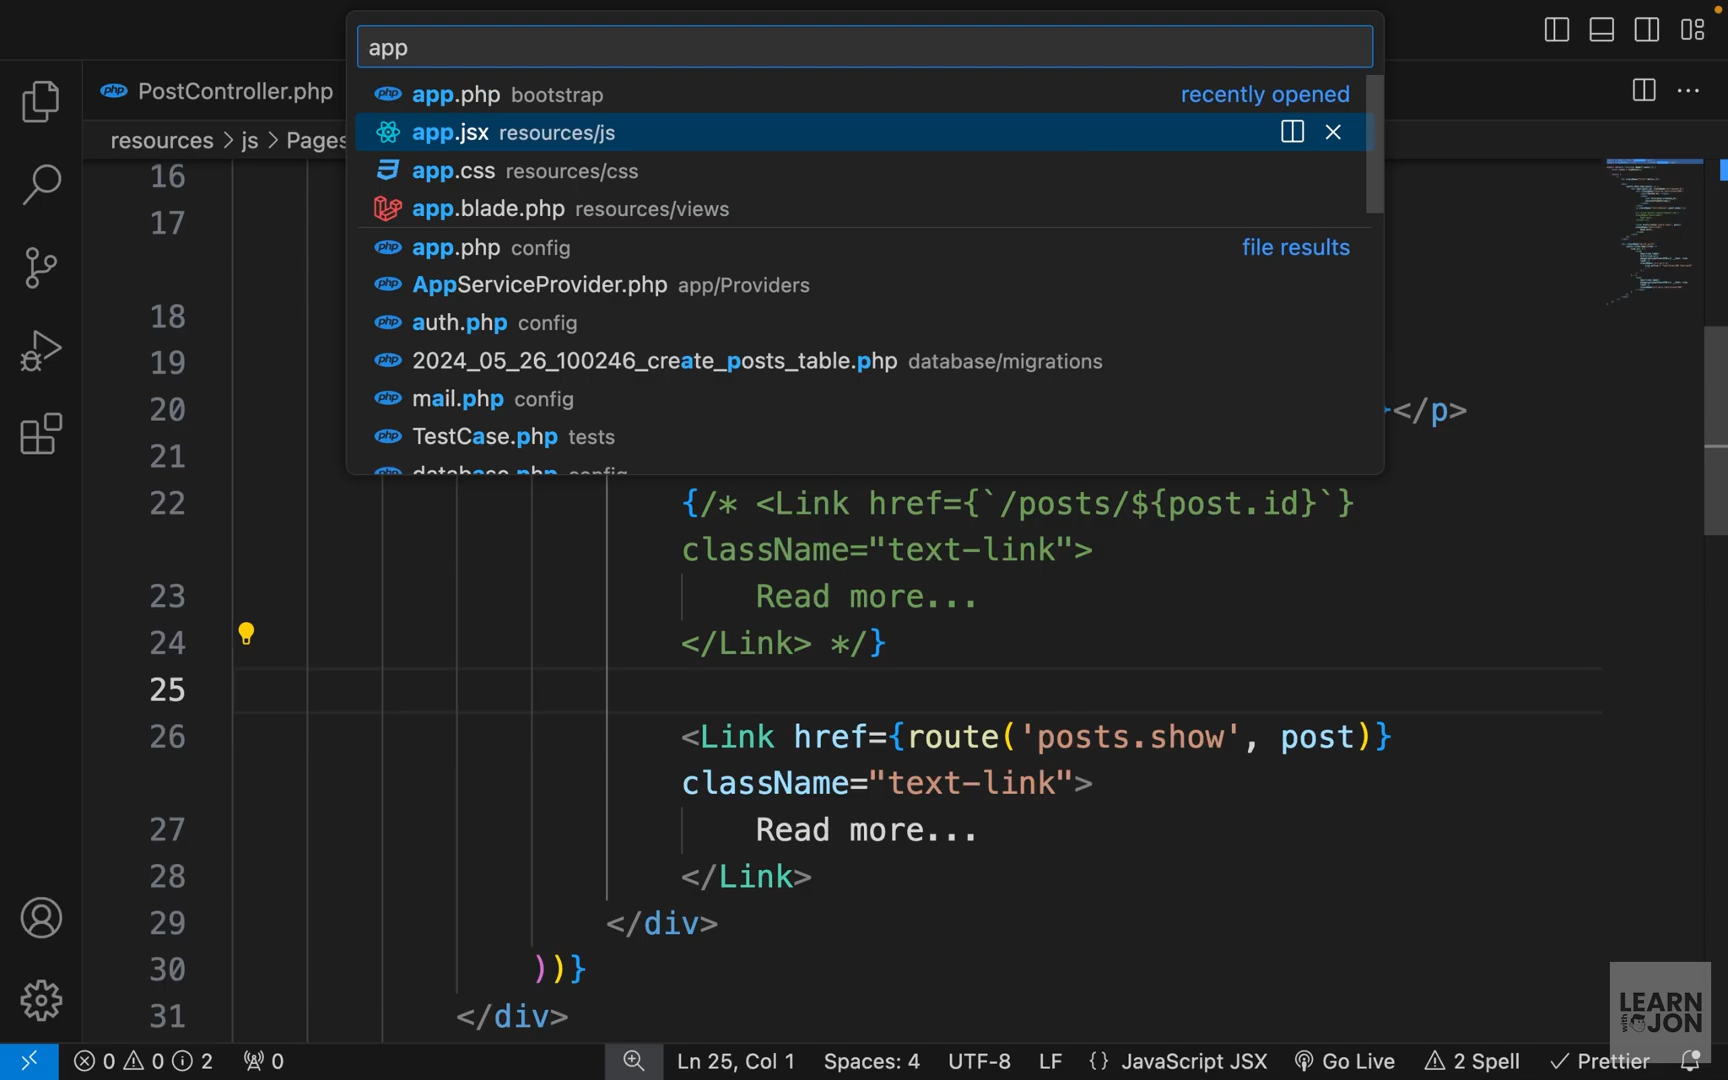 app
PostController.php
app.php bootstrap recently opened
app.jsx resources/js
app.css resources/css
app.blade.php resources/views
app.php config file results
AppServiceProvider.php app/Providers
auth.php config
2024_05_26_100246_create_posts_table.php database/migrations
mail.php config
TestCase.php tests
database.php config
resources > js > Pages
16
17
18
19
20 </p>
21
22 {/* <Link href={`/posts/${post.id}`}
className="text-link">
23 Read more...
24 </Link> */}
25
26 <Link href={route('posts.show', post)}
className="text-link">
27 Read more...
28 </Link>
29 </div>
30 ))}
31 </div>
LEARN
with JON
0 0 2 0 Ln 25, Col 1 Spaces: 4 UTF-8 LF {} JavaScript JSX Go Live 2 Spell Prettier